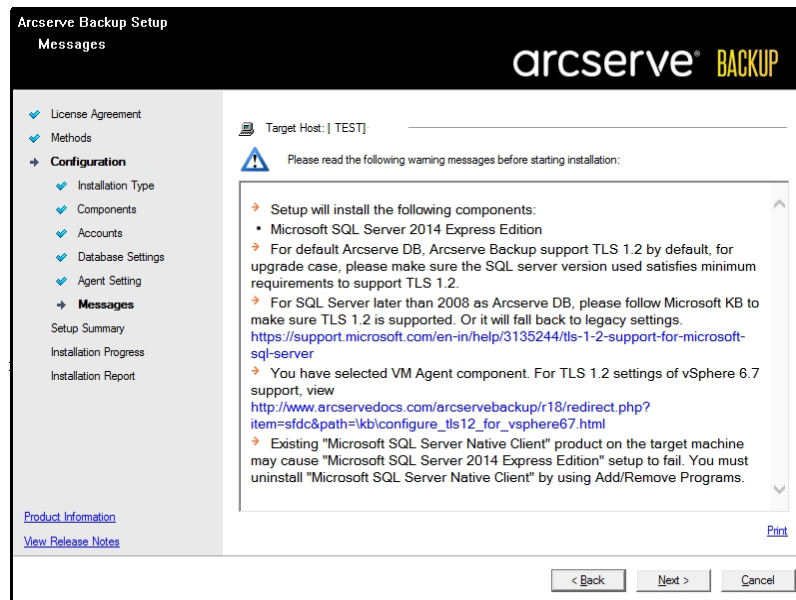 Arcserve Backup Setup
Messages
arcserve® BACKUP
License Agreement
Methods
Configuration
Installation Type
Components
Accounts
Database Settings
Agent Setting
Messages
Setup Summary
Installation Progress
Installation Report
Product Information
View Release Notes
Target Host: [ TEST]
Please read the following warning messages before starting installation:
Setup will install the following components:
• Microsoft SQL Server 2014 Express Edition
For default Arcserve DB, Arcserve Backup support TLS 1.2 by default, for
upgrade case, please make sure the SQL server version used satisfies minimum
requirements to support TLS 1.2.
For SQL Server later than 2008 as Arcserve DB, please follow Microsoft KB to
make sure TLS 1.2 is supported. Or it will fall back to legacy settings.
https://support.microsoft.com/en-in/help/3135244/tls-1-2-support-for-microsoft-
sql-server
You have selected VM Agent component. For TLS 1.2 settings of vSphere 6.7
support, view
http://www.arcservedocs.com/arcservebackup/r18/redirect.php?
item=sfdc&path=\kb\configure_tls12_for_vsphere67.html
Existing "Microsoft SQL Server Native Client" product on the target machine
may cause "Microsoft SQL Server 2014 Express Edition" setup to fail. You must
uninstall "Microsoft SQL Server Native Client" by using Add/Remove Programs.
Print
< Back
Next >
Cancel